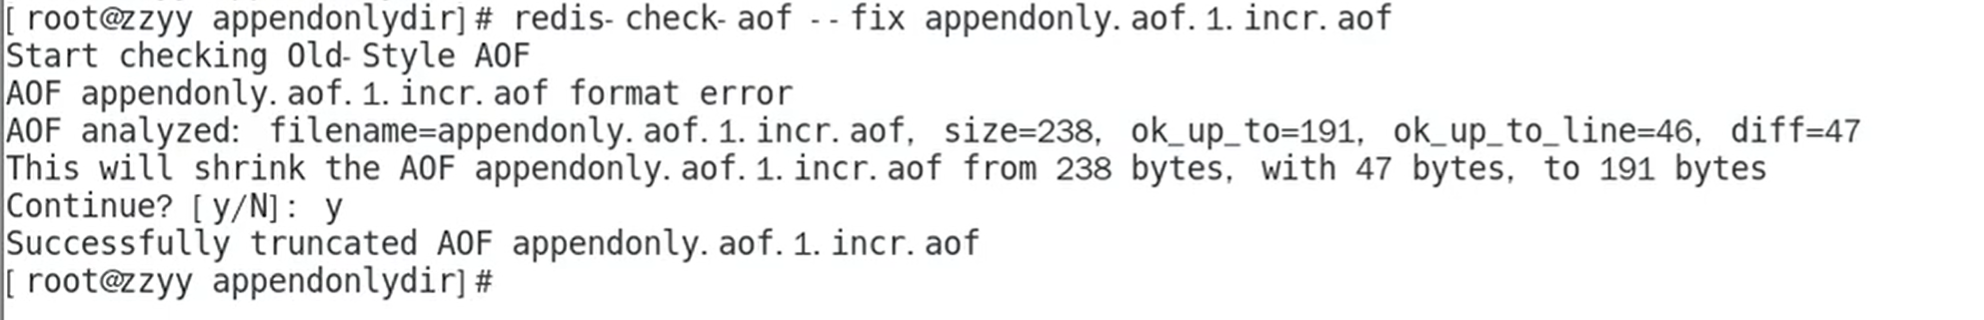 [root@zzyy appendonlydir]# redis-check-aof --fix appendonly.aof.1.incr.aof
Start checking Old-Style AOF
AOF appendonly.aof.1.incr.aof format error
AOF analyzed: filename=appendonly.aof.1.incr.aof, size=238, ok_up_to=191, ok_up_to_line=46, diff=47
This will shrink the AOF appendonly.aof.1.incr.aof from 238 bytes, with 47 bytes, to 191 bytes
Continue? [y/N]: y
Successfully truncated AOF appendonly.aof.1.incr.aof
[root@zzyy appendonlydir]#